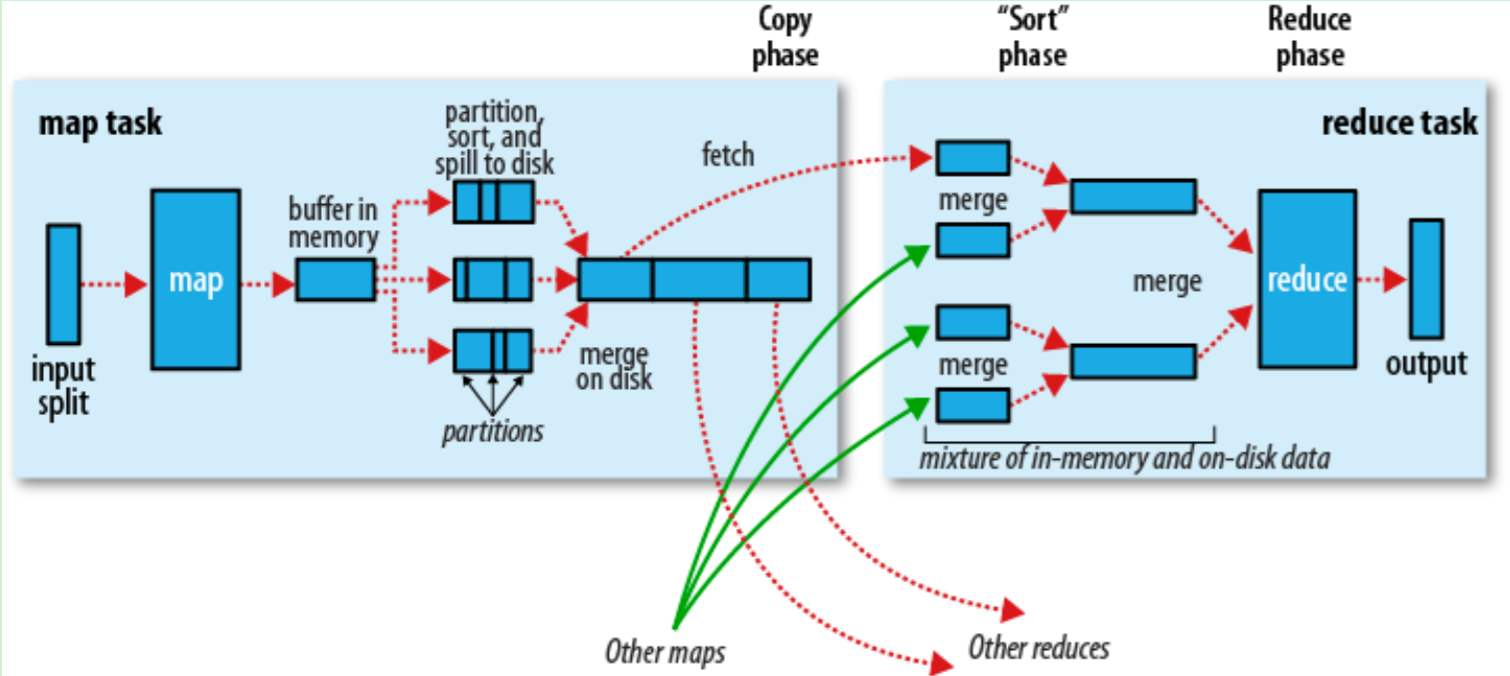 Copy
phase
“Sort”
phase
Reduce
phase
map task
partition,
sort, and
spill to disk
fetch
reduce task
buffer in
memory
merge
map
merge
reduce
input
split
merge
on disk
merge
output
partitions
mixture of in-memory and on-disk data
Other maps
Other reduces